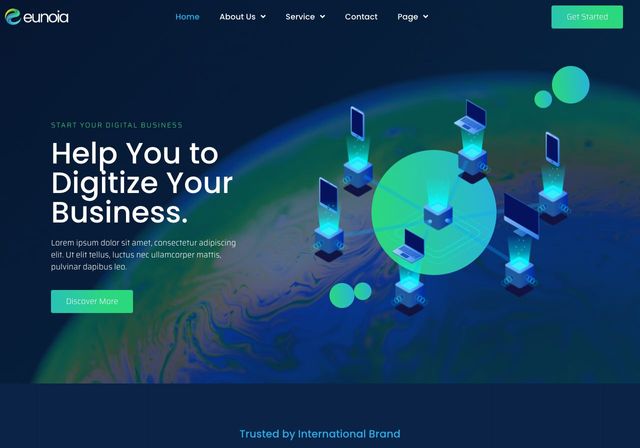 eunoia
Home
About Us
Service
Contact
Page
Get Started
START YOUR DIGITAL BUSINESS
Help You to
Digitize Your
Business.
Lorem ipsum dolor sit amet, consectetur adipiscing
elit. Ut elit tellus, luctus nec ullamcorper mattis,
pulvinar dapibus leo.
Discover More
Trusted by International Brand